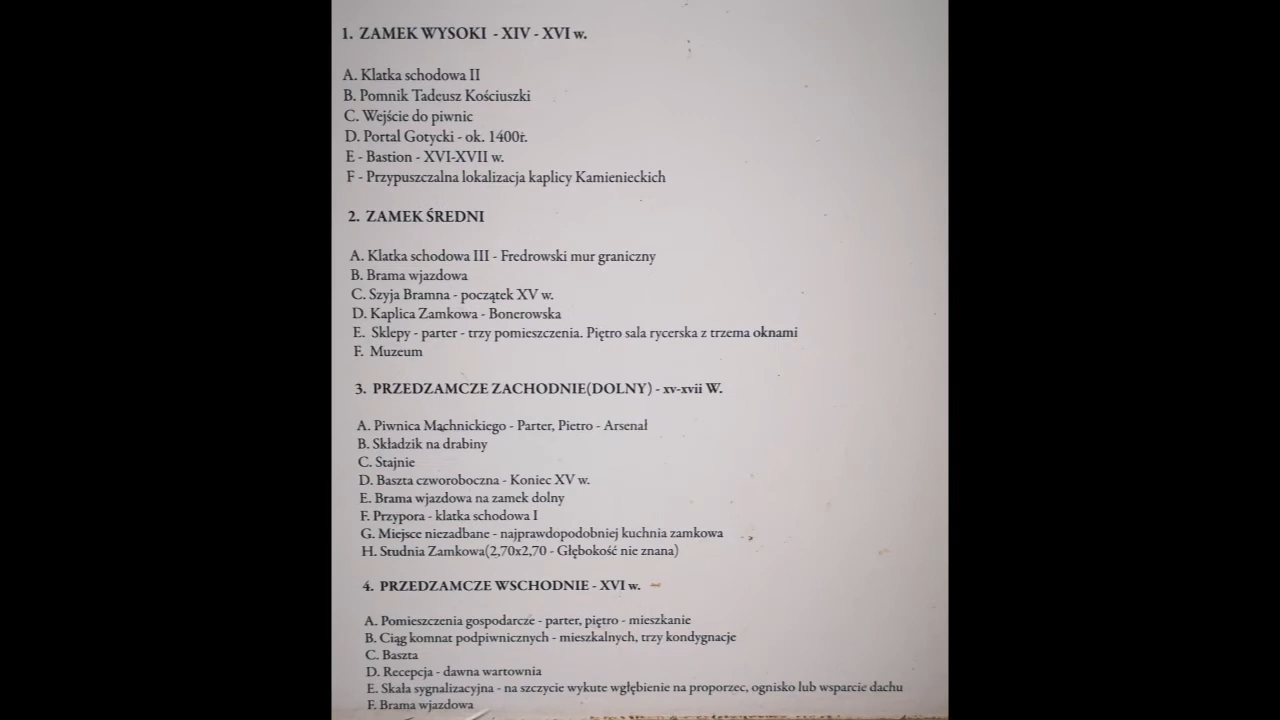 1. ZAMEK WYSOKI - XIV - XVI w.
A. Klatka schodowa II
B. Pomnik Tadeusz Kościuszki
C. Wejście do piwnic
D. Portal Gotycki - ok. 1400r.
E - Bastion - XVI-XVII w.
F - Przypuszczalna lokalizacja kaplicy Kamienieckich
2. ZAMEK ŚREDNI
A. Klatka schodowa III - Fredrowski mur graniczny
B. Brama wjazdowa
C. Szyja Bramna - początek XV w.
D. Kaplica Zamkowa - Bonerowska
E. Sklepy - parter - trzy pomieszczenia. Piętro sala rycerska z trzema oknami
F. Muzeum
3. PRZEDZAMCZE ZACHODNIE(DOLNY) - xv-xvii W.
A. Piwnica Machnickiego - Parter, Pietro - Arsenał
B. Składzik na drabiny
C. Stajnie
D. Baszta czworoboczna - Koniec XV w.
E. Brama wjazdowa na zamek dolny
F. Przypora - klatka schodowa I
G. Miejsce niezadbane - najprawdopodobniej kuchnia zamkowa
H. Studnia Zamkowa(2,70x2,70 - Głębokość nie znana)
4. PRZEDZAMCZE WSCHODNIE - XVI w.
A. Pomieszczenia gospodarcze - parter, piętro - mieszkanie
B. Ciąg komnat podpiwnicznych - mieszkalnych, trzy kondygnacje
C. Baszta
D. Recepcja - dawna wartownia
E. Skała sygnalizacyjna - na szczycie wykute wgłębienie na proporzec, ognisko lub wsparcie dachu
F. Brama wjazdowa